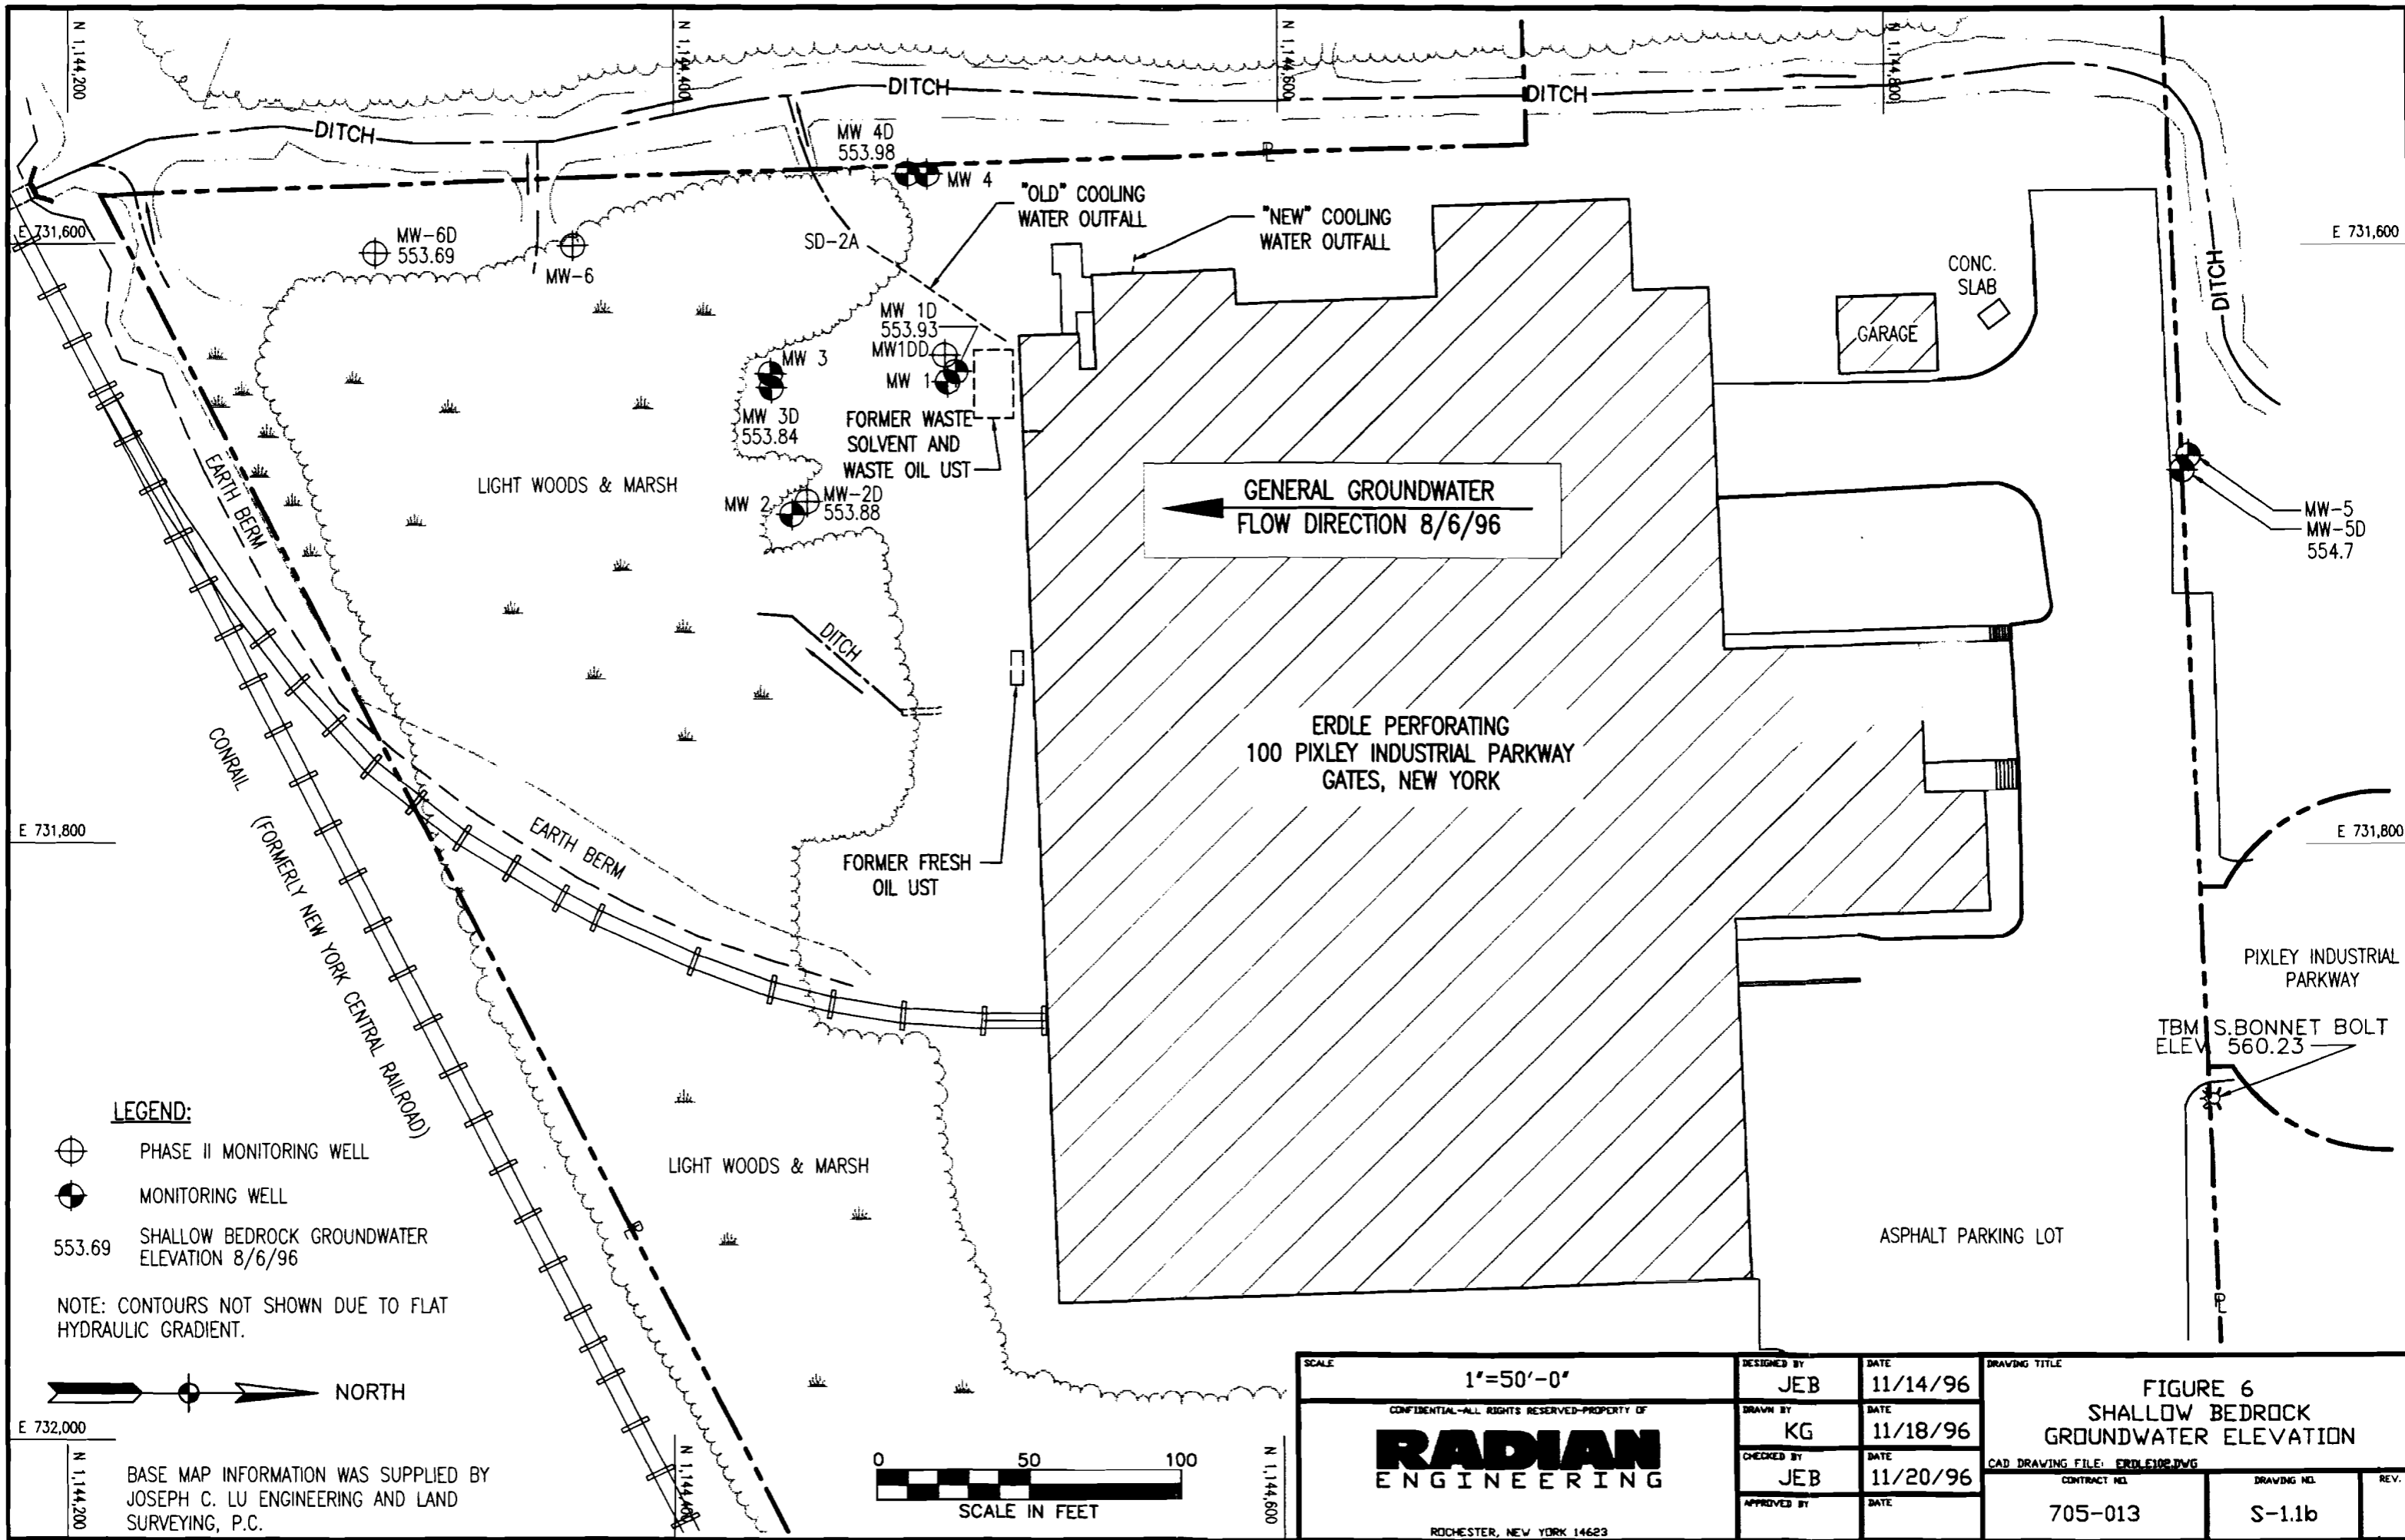 N 1,144,200
N 1,144,400
N 1,144,600
N 1,144,800
DITCH
DITCH
DITCH
MW 4D
553.98
MW 4
"OLD" COOLING
WATER OUTFALL
"NEW" COOLING
WATER OUTFALL
E 731,600
E 731,600
MW-6D
553.69
MW-6
SD-2A
CONC.
SLAB
DITCH
GARAGE
MW 1D
553.93
MW1DD
MW 1
MW 3
MW 3D
553.84
FORMER WASTE
SOLVENT AND
WASTE OIL UST
EARTH BERM
LIGHT WOODS & MARSH
MW 2
MW-2D
553.88
GENERAL GROUNDWATER
FLOW DIRECTION 8/6/96
MW-5
MW-5D
554.7
DITCH
ERDLE PERFORATING
100 PIXLEY INDUSTRIAL PARKWAY
GATES, NEW YORK
CONRAIL
(FORMERLY NEW YORK CENTRAL RAILROAD)
E 731,800
E 731,800
EARTH BERM
FORMER FRESH
OIL UST
PIXLEY INDUSTRIAL
PARKWAY
TBM S.BONNET BOLT
ELEV 560.23
LEGEND:
PHASE II MONITORING WELL
MONITORING WELL
553.69
SHALLOW BEDROCK GROUNDWATER
ELEVATION 8/6/96
LIGHT WOODS & MARSH
ASPHALT PARKING LOT
NOTE: CONTOURS NOT SHOWN DUE TO FLAT
HYDRAULIC GRADIENT.
NORTH
E 732,000
N 1,144,200
N 1,144,400
N 1,144,600
BASE MAP INFORMATION WAS SUPPLIED BY
JOSEPH C. LU ENGINEERING AND LAND
SURVEYING, P.C.
0 50 100
SCALE IN FEET
SCALE
1"=50'-0"
CONFIDENTIAL-ALL RIGHTS RESERVED-PROPERTY OF
RADIAN
ENGINEERING
ROCHESTER, NEW YORK 14623
DESIGNED BY
JEB
DATE
11/14/96
DRAWN BY
KG
DATE
11/18/96
CHECKED BY
JEB
DATE
11/20/96
APPROVED BY
DATE
DRAWING TITLE
FIGURE 6
SHALLOW BEDROCK
GROUNDWATER ELEVATION
CAD DRAWING FILE: ERDLE102.DWG
CONTRACT NO.
705-013
DRAWING NO.
S-1.1b
REV.